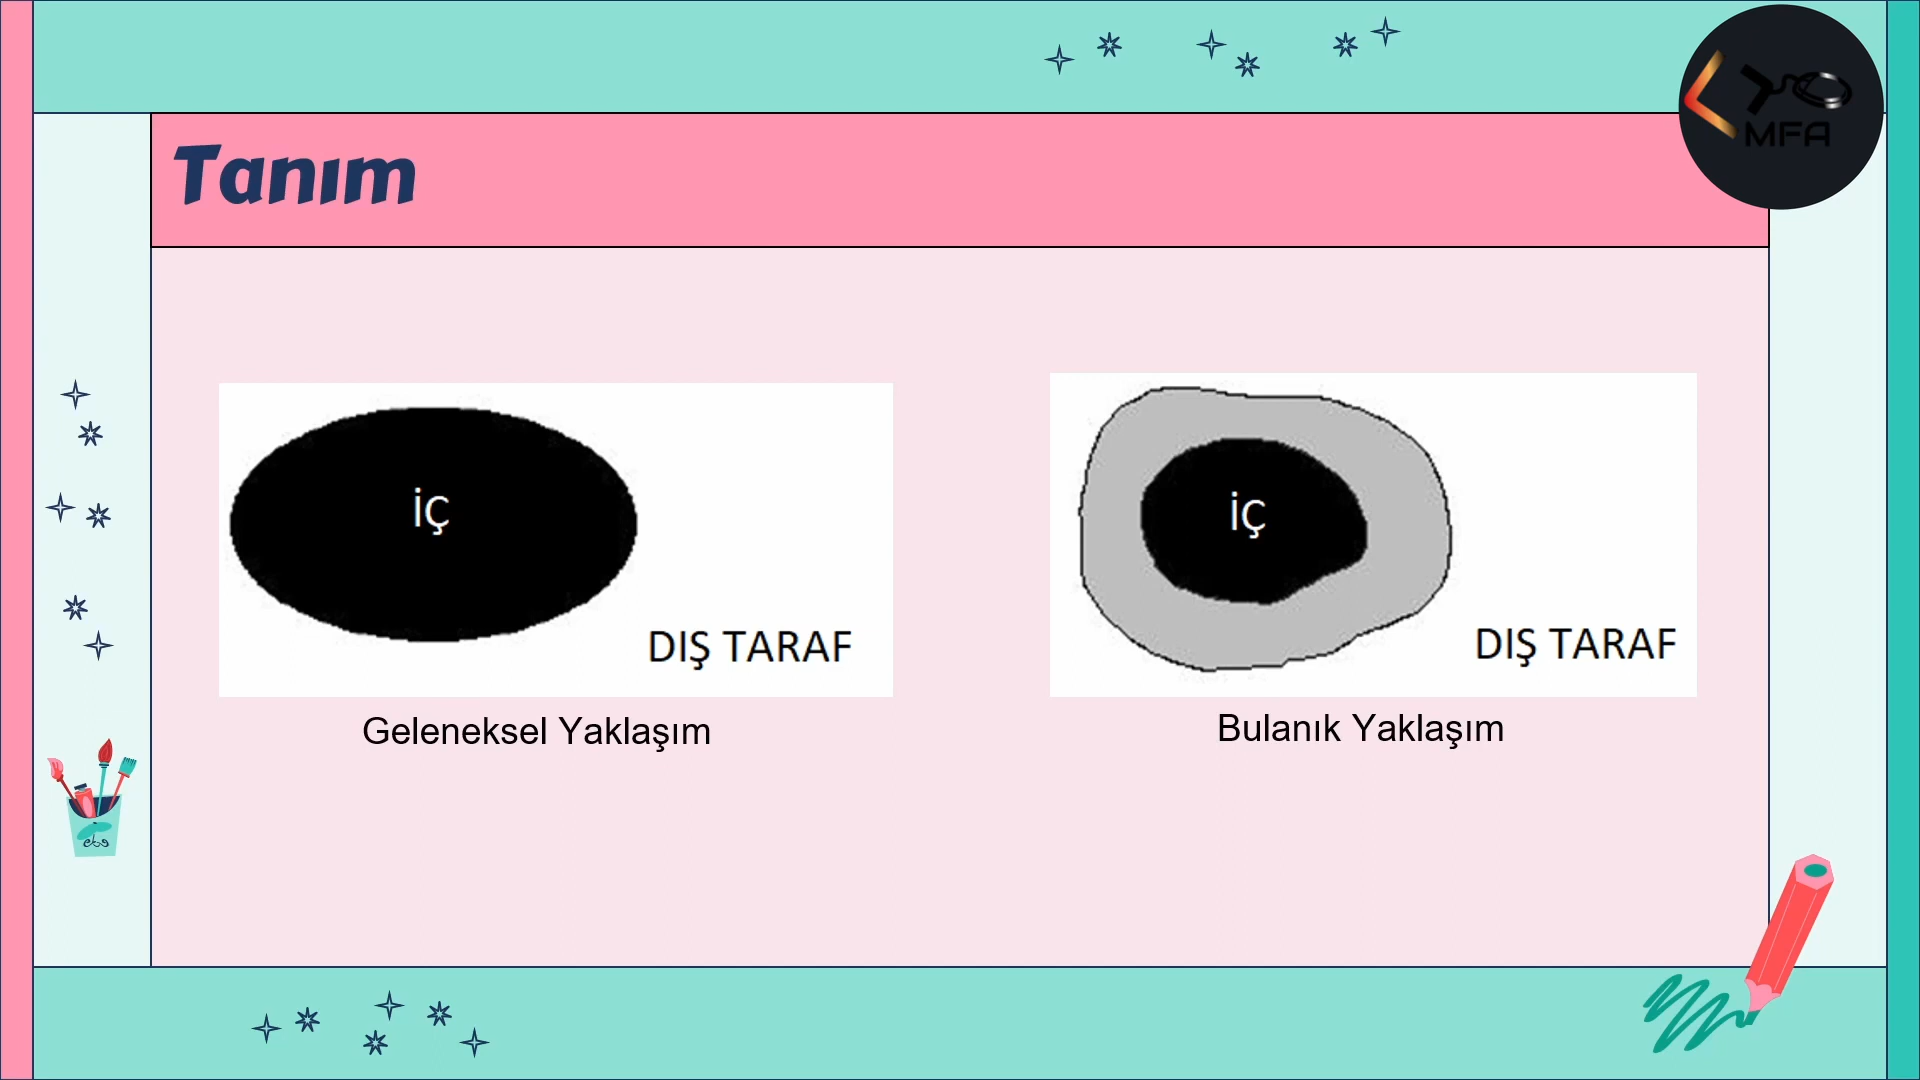 MFA
Tanım
İÇ
DIŞ TARAF
Geleneksel Yaklaşım
İÇ
DIŞ TARAF
Bulanık Yaklaşım